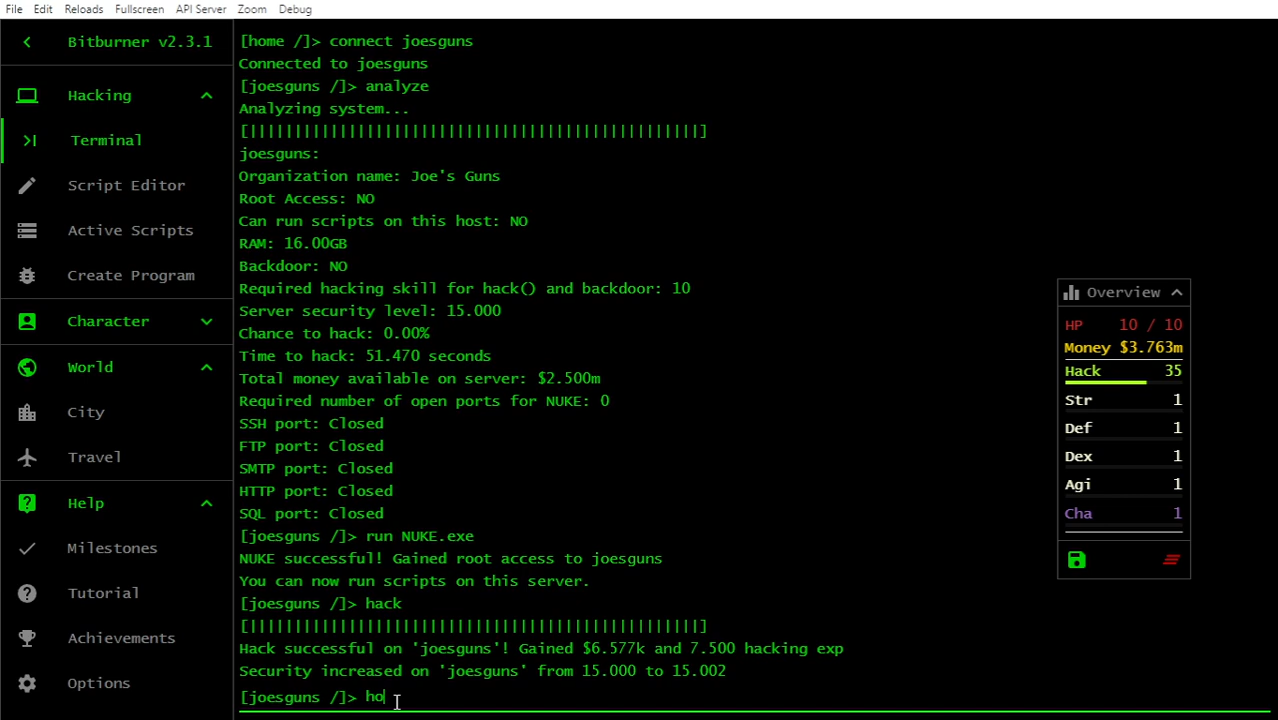 File Edit Reloads Fullscreen API Server Zoom Debug
Bitburner v2.3.1
Hacking
Terminal
Script Editor
Active Scripts
Create Program
Character
World
City
Travel
Help
Milestones
Tutorial
Achievements
Options
[home /]> connect joesguns
Connected to joesguns
[joesguns /]> analyze
Analyzing system...
[||||||||||||||||||||||||||||||||||||||||||||||||||]
joesguns:
Organization name: Joe's Guns
Root Access: NO
Can run scripts on this host: NO
RAM: 16.00GB
Backdoor: NO
Required hacking skill for hack() and backdoor: 10
Server security level: 15.000
Chance to hack: 0.00%
Time to hack: 51.470 seconds
Total money available on server: $2.500m
Required number of open ports for NUKE: 0
SSH port: Closed
FTP port: Closed
SMTP port: Closed
HTTP port: Closed
SQL port: Closed
[joesguns /]> run NUKE.exe
NUKE successful! Gained root access to joesguns
You can now run scripts on this server.
[joesguns /]> hack
[||||||||||||||||||||||||||||||||||||||||||||||||||]
Hack successful on 'joesguns'! Gained $6.577k and 7.500 hacking exp
Security increased on 'joesguns' from 15.000 to 15.002
[joesguns /]> ho
Overview
HP 10 / 10
Money $3.763m
Hack 35
Str 1
Def 1
Dex 1
Agi 1
Cha 1